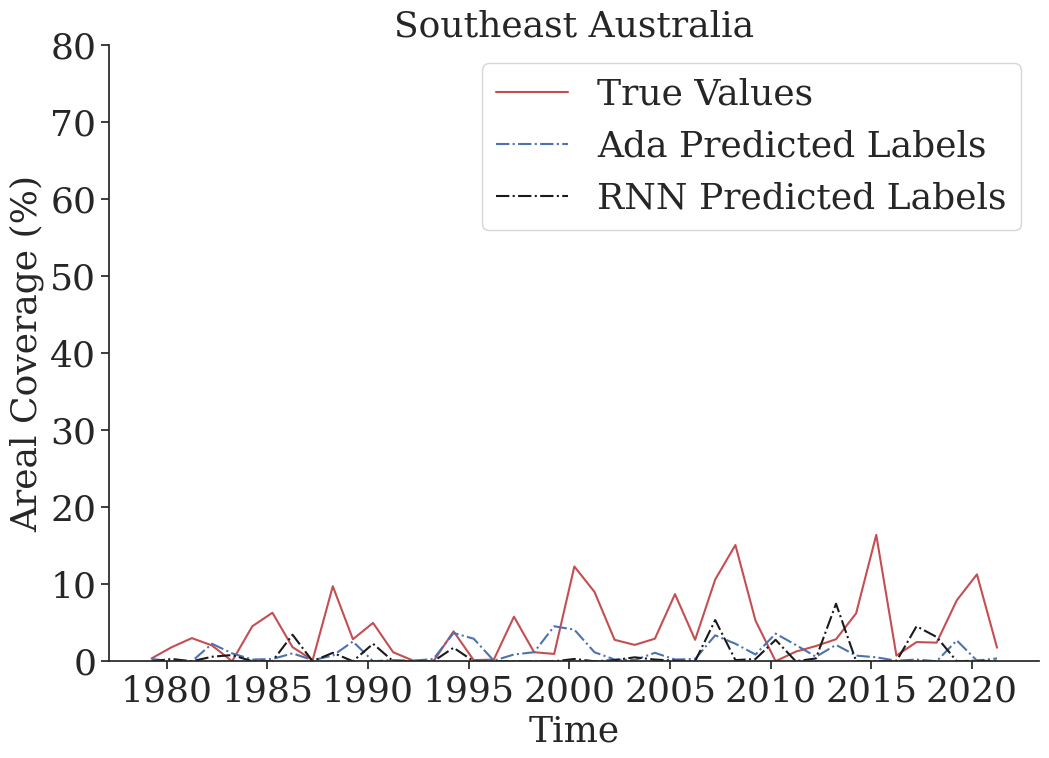 Southeast Australia
80
70
60
50
40
30
20
10
0
Areal Coverage (%)
True Values
Ada Predicted Labels
RNN Predicted Labels
1980 1985 1990 1995 2000 2005 2010 2015 2020
Time